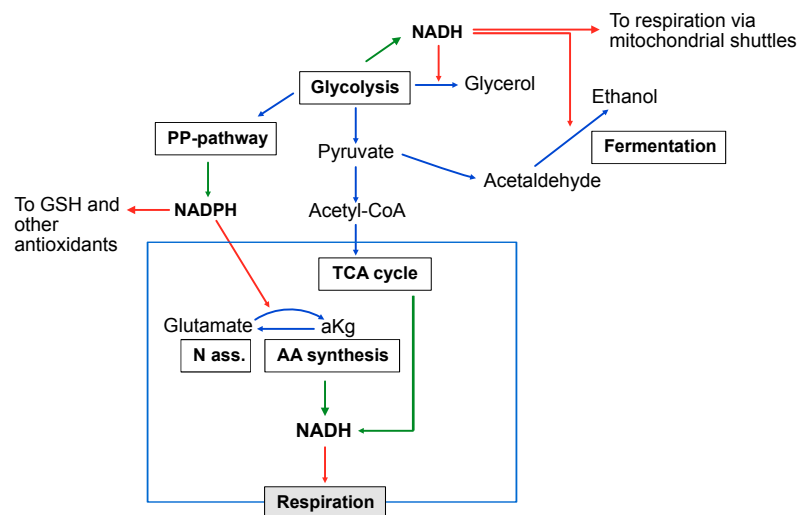 NADH
To respiration via
mitochondrial shuttles
Glycolysis
Glycerol
Ethanol
PP-pathway
Pyruvate
Fermentation
Acetaldehyde
To GSH and
other
antioxidants
NADPH
Acetyl-CoA
TCA cycle
Glutamate
aKg
N ass.
AA synthesis
NADH
Respiration